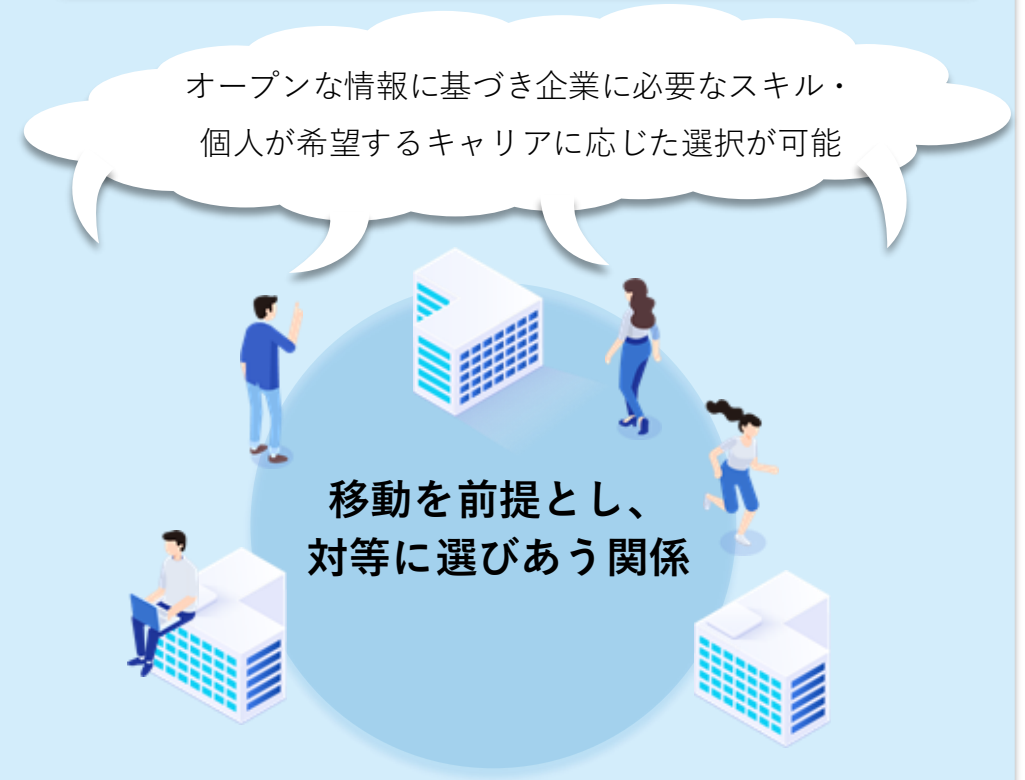 オープンな情報に基づき企業に必要なスキル・
個人が希望するキャリアに応じた選択が可能
移動を前提とし、
対等に選びあう関係